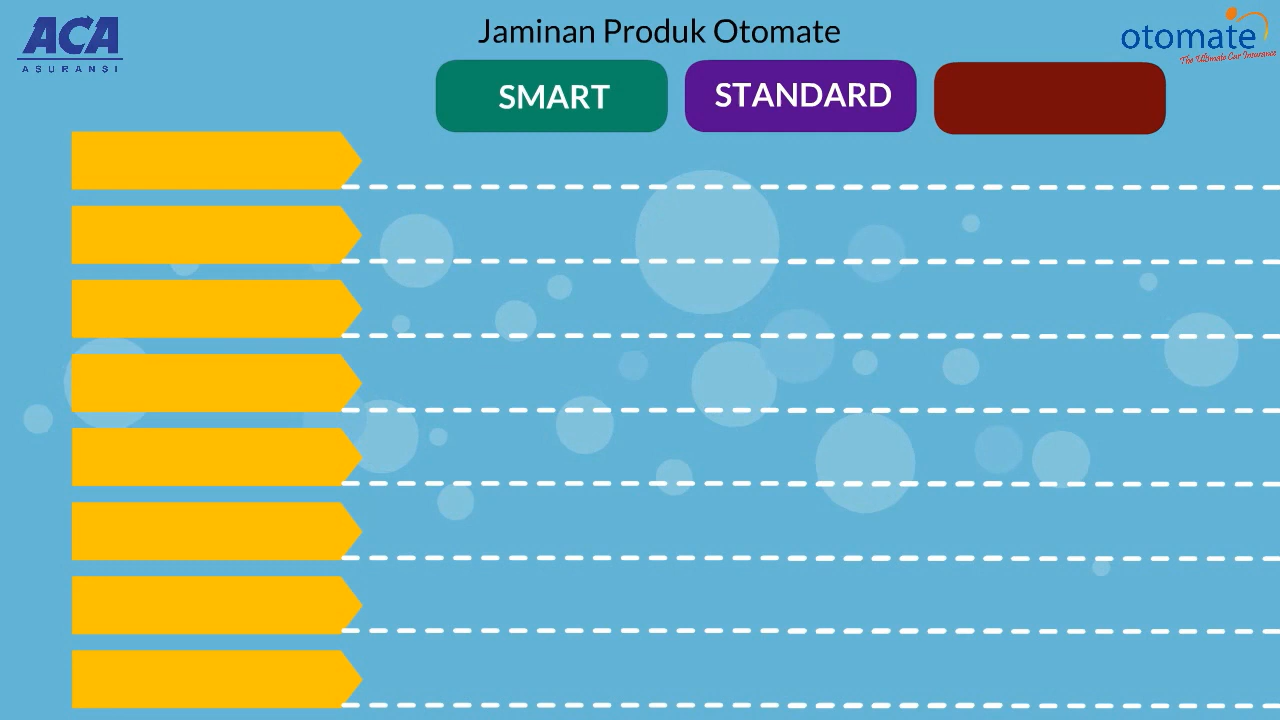 ACA
ASURANSI
Jaminan Produk Otomate
otomate
The Ultimate Car Insurance
SMART
STANDARD